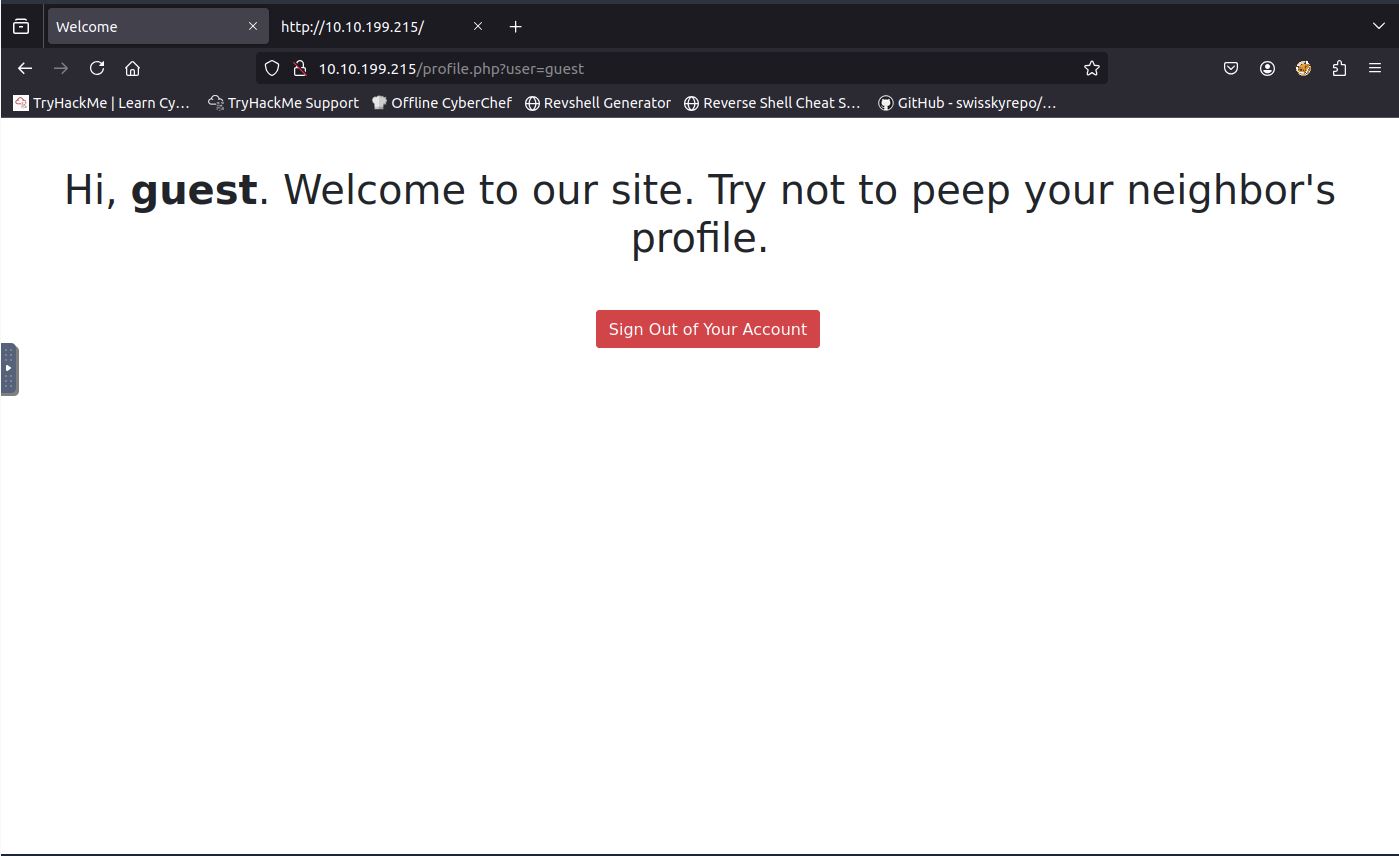 Welcome
http://10.10.199.215/
10.10.199.215/profile.php?user=guest
TryHackMe | Learn Cy…
TryHackMe Support
Offline CyberChef
Revshell Generator
Reverse Shell Cheat S…
GitHub - swisskyrepo/…
Hi, guest. Welcome to our site. Try not to peep your neighbor's
profile.
Sign Out of Your Account